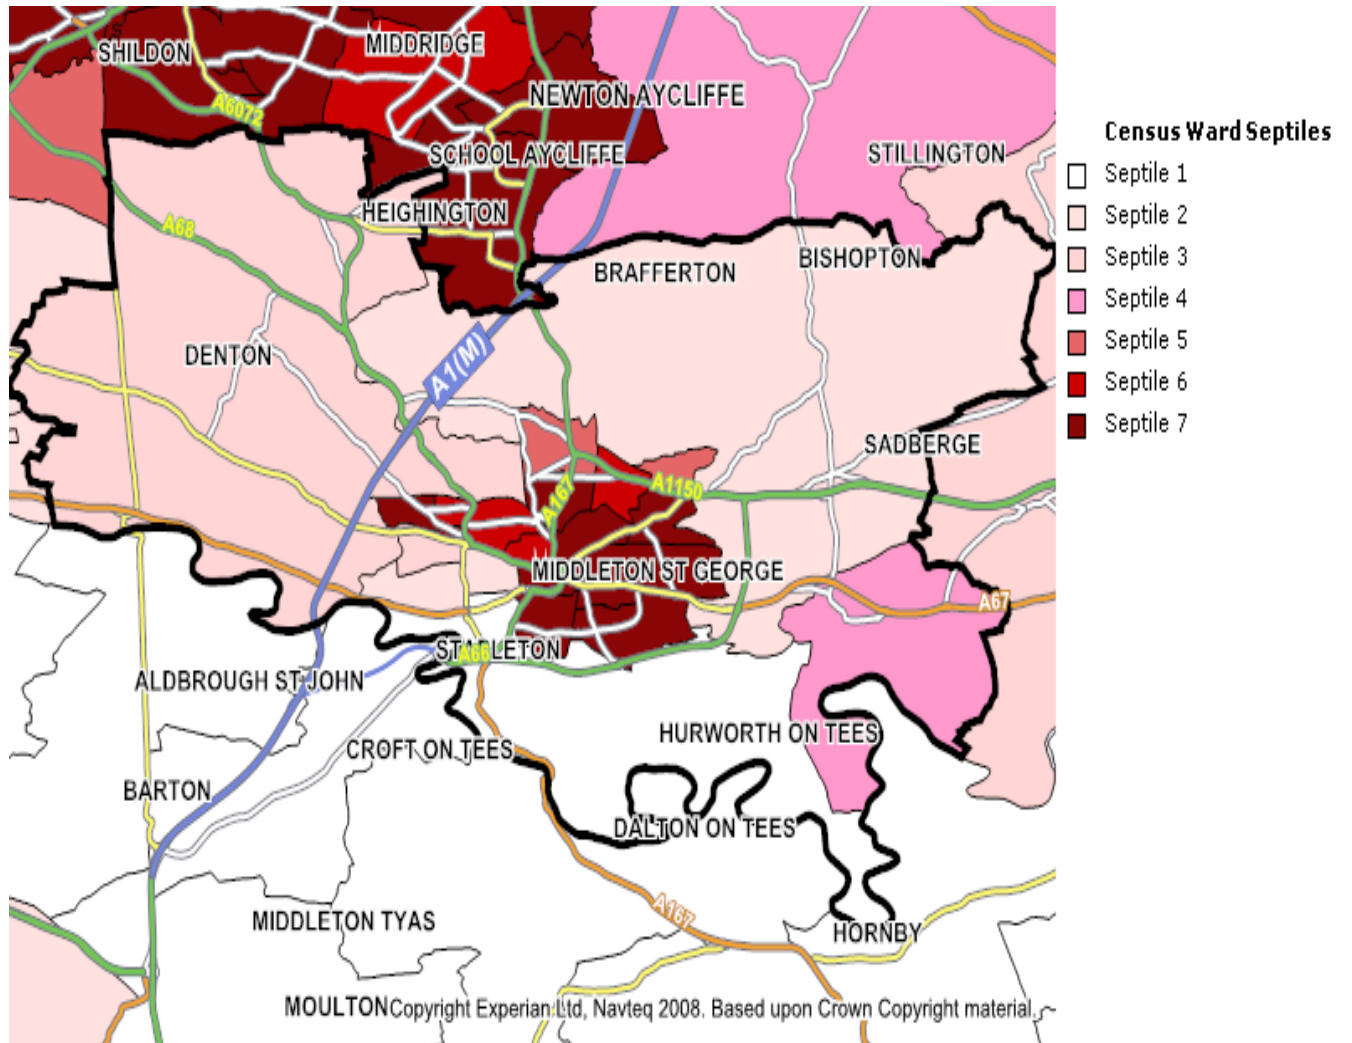 SHILDON
MIDDRIDGE
A6072
NEWTON AYCLIFFE
SCHOOL AYCLIFFE
STILLINGTON
HEIGHINGTON
A68
BRAFFERTON
BISHOPTON
DENTON
A1(M)
SADBERGE
A1150
A167
MIDDLETON ST GEORGE
A67
STAPLETON
A66
ALDBROUGH ST JOHN
HURWORTH ON TEES
CROFT ON TEES
BARTON
DALTON ON TEES
A167
MIDDLETON TYAS
HORNBY
MOULTON
Copyright Experian Ltd, Navteq 2008. Based upon Crown Copyright material.
Census Ward Septiles
Septile 1
Septile 2
Septile 3
Septile 4
Septile 5
Septile 6
Septile 7